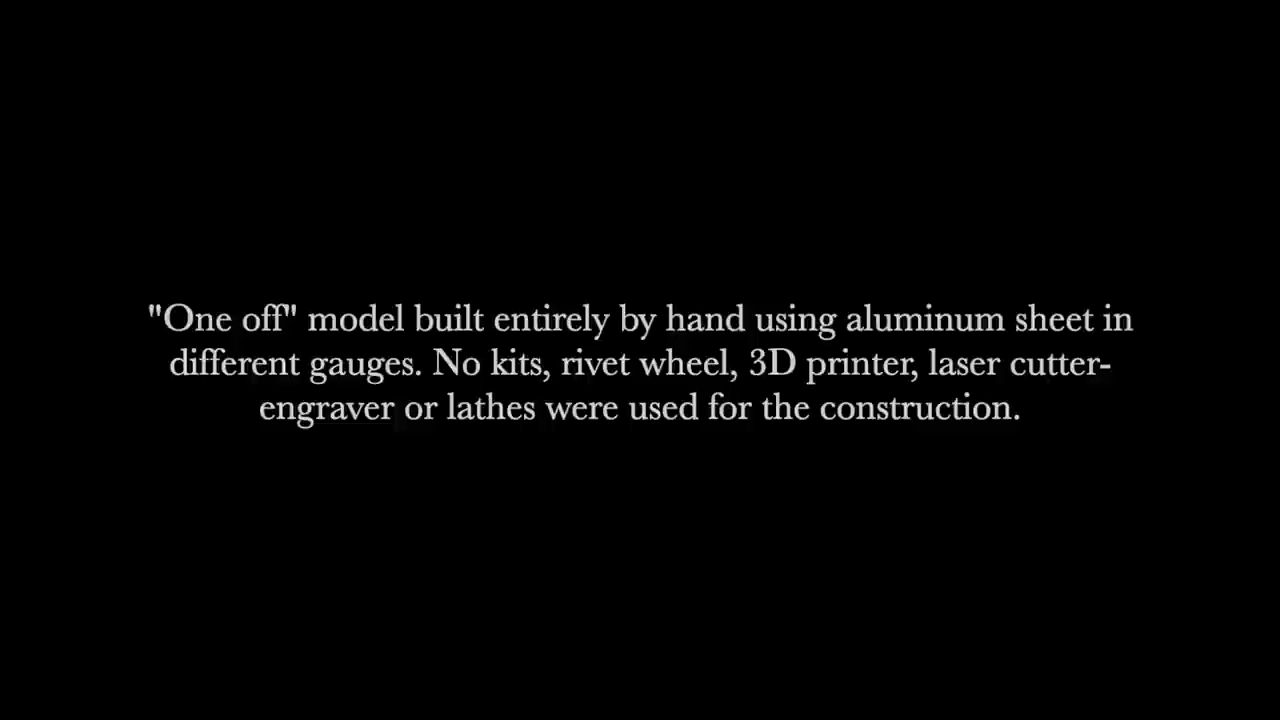 "One off" model built entirely by hand using aluminum sheet in
different gauges. No kits, rivet wheel, 3D printer, laser cutter-
engraver or lathes were used for the construction.